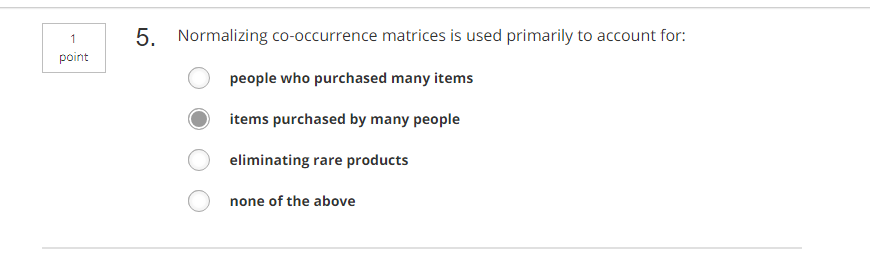 1
point
5. Normalizing co-occurrence matrices is used primarily to account for:
people who purchased many items
items purchased by many people
eliminating rare products
none of the above